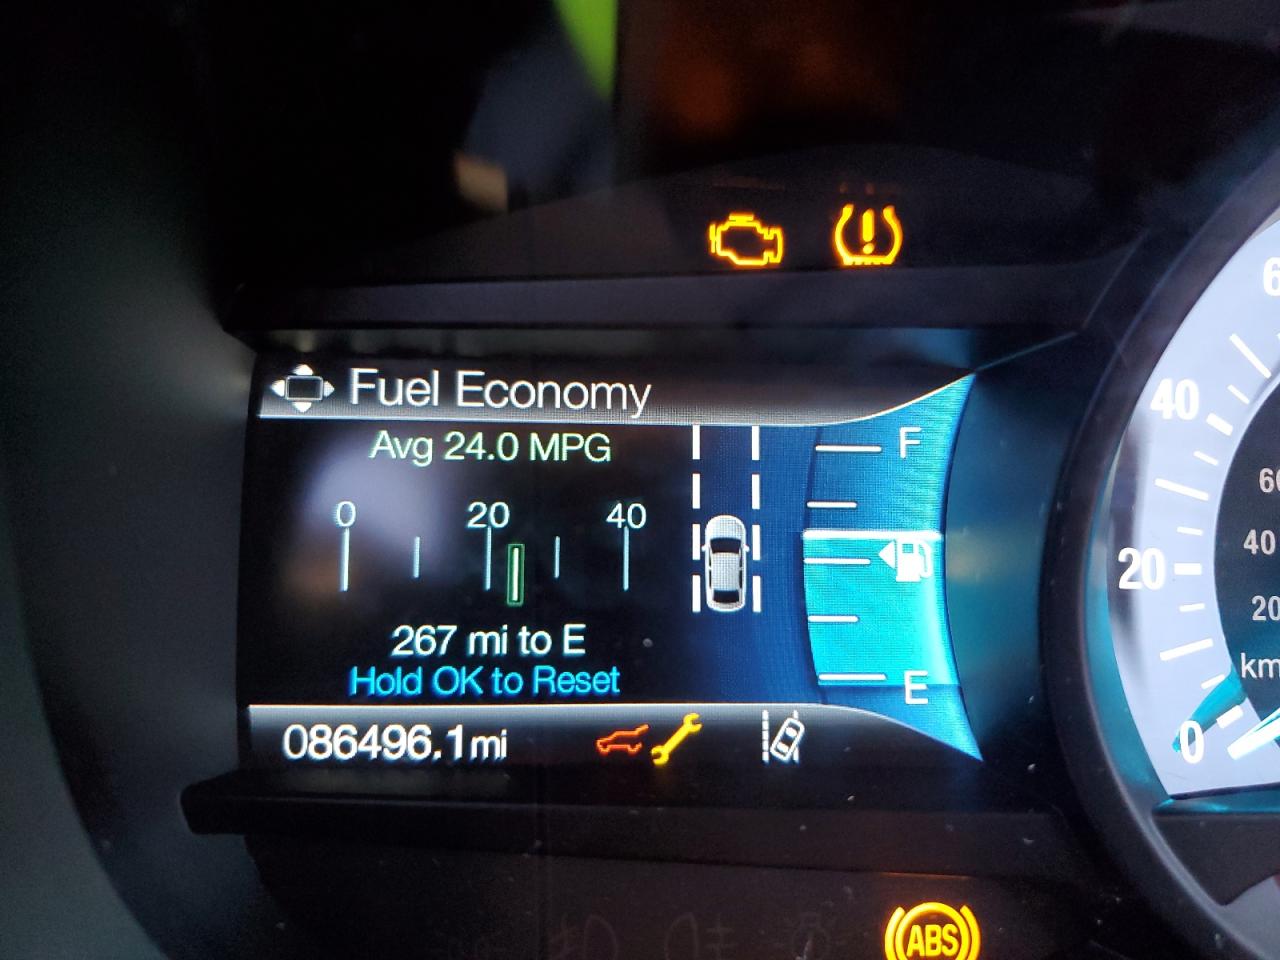 Fuel Economy
Avg 24.0 MPG
0 20 40
267 mi to E
Hold OK to Reset
086496.1mi
F
E
40
20
0
60
40
20
km
ABS